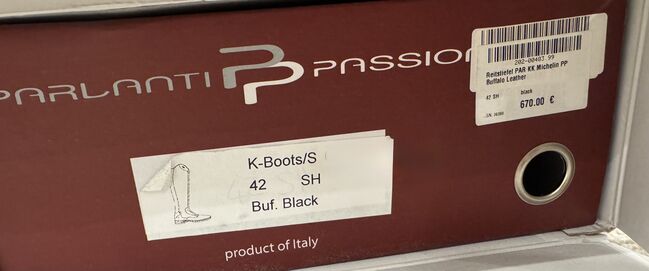 PARLANTI PP PASSION
202-00403.99
Reitstiefel PAR KK Michelin PP
Buffalo Leather
42 SH black
670.00 €
K-Boots/S
42 SH
Buf. Black
product of Italy